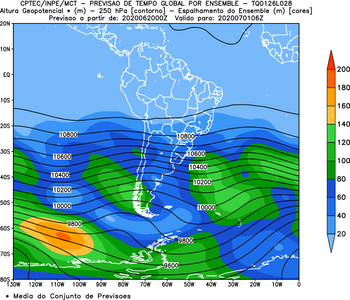 CPTEC/INPE/MCT - PREVISAO DE TEMPO GLOBAL POR ENSEMBLE - TQ0126L028
Altura Geopotencial * (m) - 250 hPa [contorno] - Espalhamento do Ensemble (m) [cores]
Previsao a partir de: 2020062000Z Valido para: 2020070106Z
20N
10N
EQ
10S
20S
30S
40S
50S
60S
70S
80S
130W 120W 110W 100W 90W 80W 70W 60W 50W 40W 30W 20W 10W 0
10800
10800
10600
10600
10400
10400
10200
10200
10000
10000
9800
9800
9600
200
180
160
140
120
100
80
60
40
20
* Media do Conjunto de Previsoes